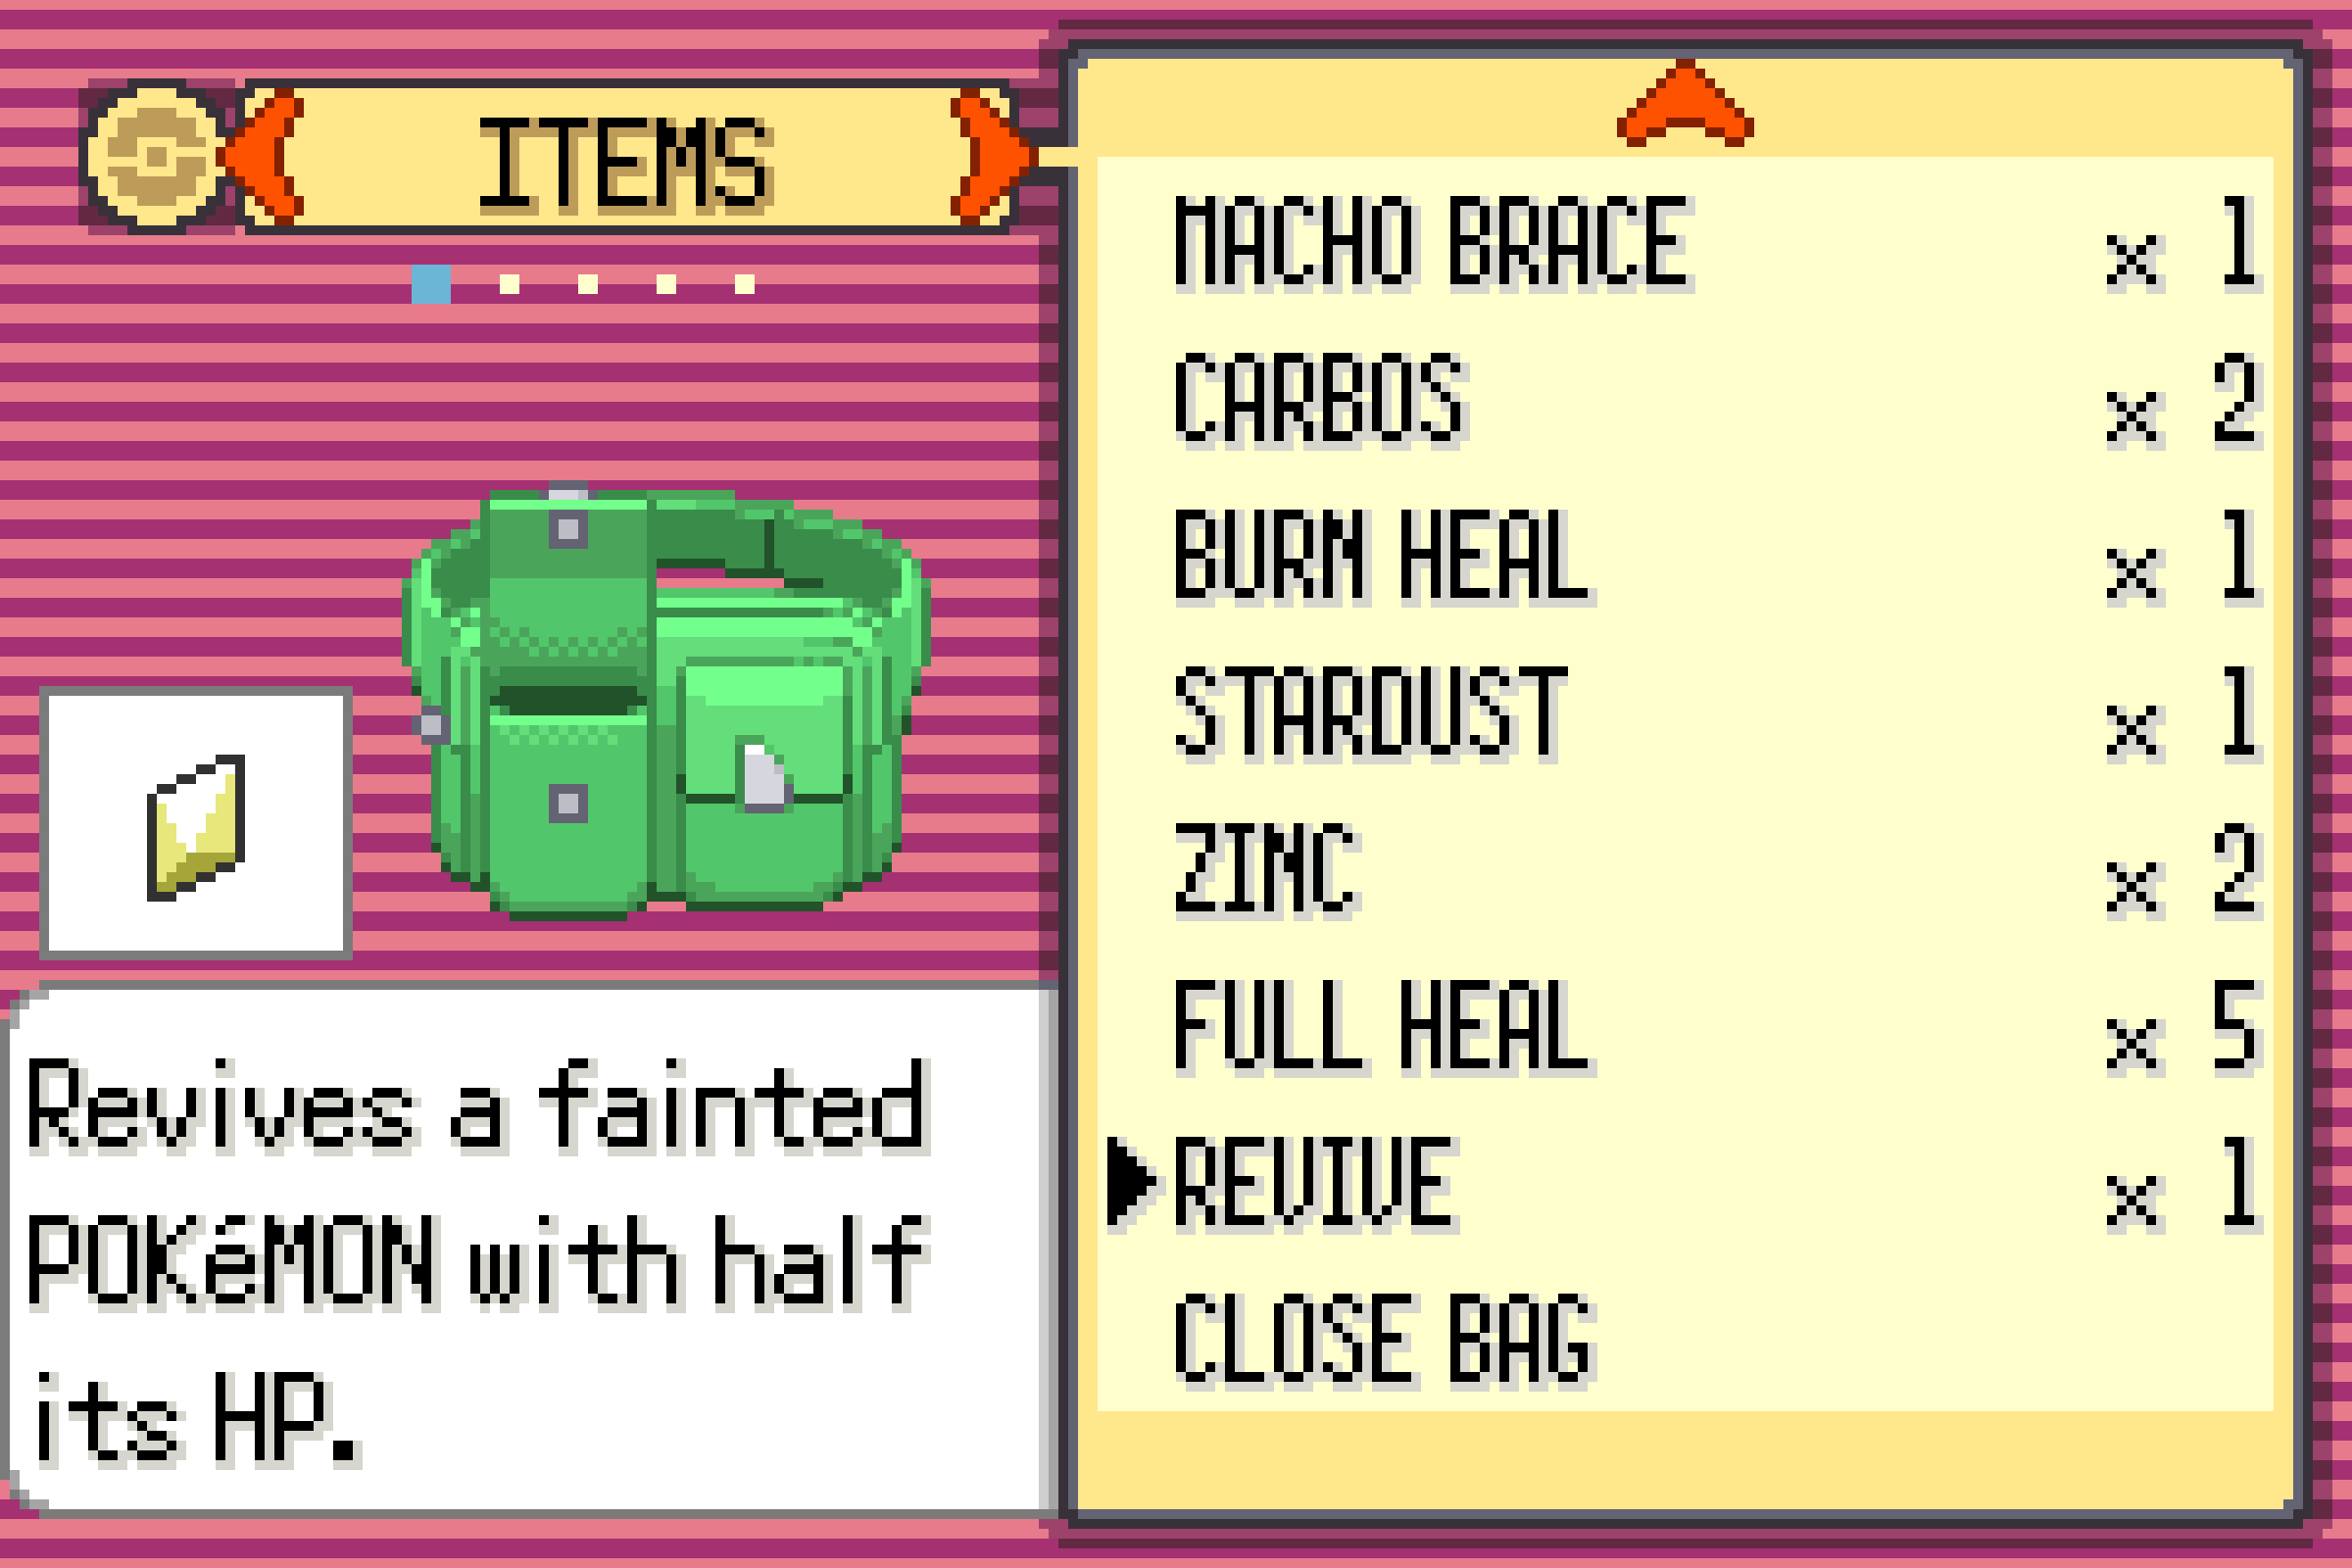 ITEMS
MACHO BRACE × 1
CARBOS × 2
BURN HEAL × 1
STARDUST × 1
ZINC × 2
FULL HEAL × 5
REVIVE × 1
CLOSE BAG
Revives a fainted
POKéMON with half
its HP.